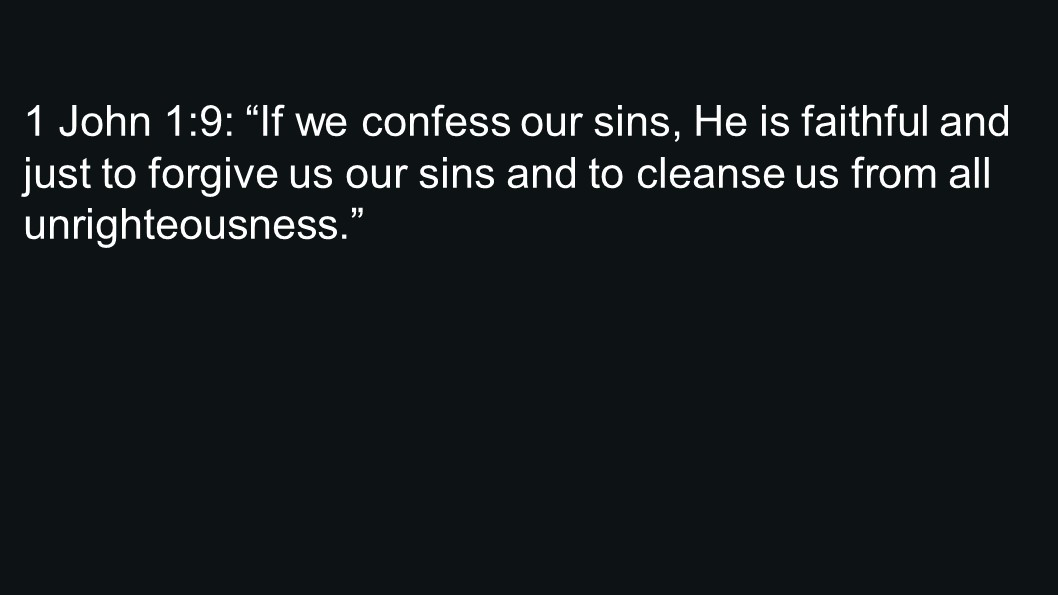 1 John 1:9: “If we confess our sins, He is faithful and
just to forgive us our sins and to cleanse us from all
unrighteousness.”